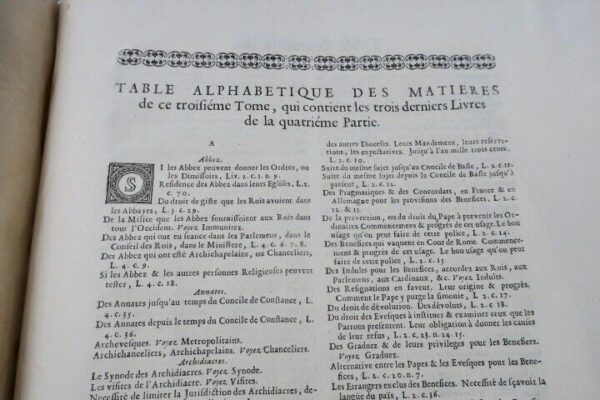 TABLE ALPHABETIQUE DES MATIERES
de ce troisiéme Tome, qui contient les trois derniers Livres
de la quatriéme Partie.
A
Abbez.
SI les Abbez peuvent donner les Ordres, ou
les Dimissoirs, Liv. 2. c. 2. n. 9.
Residence des Abbez dans leurs Eglises, L. 2.
c. 70.
Du droit de giste que les Rois avoient dans
les Abbayes, L. 3. c. 29.
De la Milice que les Abbez fournissoient aux Rois dans
tout l'Occident. Voyez Immunitez.
Des Abbez qui ont eu séance dans les Parlemens, dans le
Conseil des Rois, dans le Ministere, L. 4. c. 6. 7. 8.
Des Abbez qui ont esté Archichapelains, ou Chanceliers,
L. 4. c. 9.
Si les Abbez & les autres personnes Religieuses peuvent
tester, L. 4. c. 18.
Annates.
Des Annates jusqu'au temps du Concile de Constance, L.
4. c. 35.
Des Annates depuis le temps du Concile de Constance, L.
4. c. 36.
Archevesques. Voyez Metropolitains.
Archichanceliers, Archichapelains. Voyez Chanceliers.
Archidiacres.
Le Synode des Archidiacres. Voyez Synode.
Les visites de l'Archidiacre. Voyez Visites.
Necessité de limiter la Jurisdiction des Archidiacres, de-
des autres Dioceses. Leurs Mandemens, leurs reserva-
tions, les expectatives. Jusqu'à l'an mille trois cens,
L. 2. c. 10.
Suite du mesme sujet jusqu'au Concile de Basle, L. 2. c. 11.
Suite du mesme sujet depuis le Concile de Basle jusqu'à
present, L. 2. c. 12.
Des Pragmatiques & des Concordats, en France & en
Allemagne pour les provisions des Benefices, L. 2. c.
12. & 13.
De la prevention, ou du droit du Pape à prevenir les Or-
dinaires Commencemens & progrés de cet usage. Le bon
usage qu'on peut faire de cette police, L. 2. c. 14.
Des Benefices qui vaquent en Cour de Rome. Commence-
ment & progrés de cet usage. Le bon usage qu'on peut
faire de cette police, L. 2. c. 15
Des Indults pour les Benefices, accordez aux Rois, aux
Parlemens, aux Cardinaux, &c. Voyez Indults.
Des Resignations en faveur. Leur origine & progrés.
Comment le Pape y purge la simonie, L. 2. c. 17.
Du droit de dévolution. Des dévoluts, L. 2. c. 18.
Du droit des Evesques à instituer & examiner ceux que les
Patrons presentent. Leur obligation à donner les causes
de leur refus, L. 2. c. 23. n. 14. 15.
Des Graduez & de leurs privileges pour les Benefices.
Voyez Graduez.
Alternative entre les Papes & les Evesques pour les Bene-
fices, L. 2. c. 20. n. 7.
Les Etrangers exclus des Benefices. Necessité de sçavoir la
langue du païs, L. 2. c. 36.